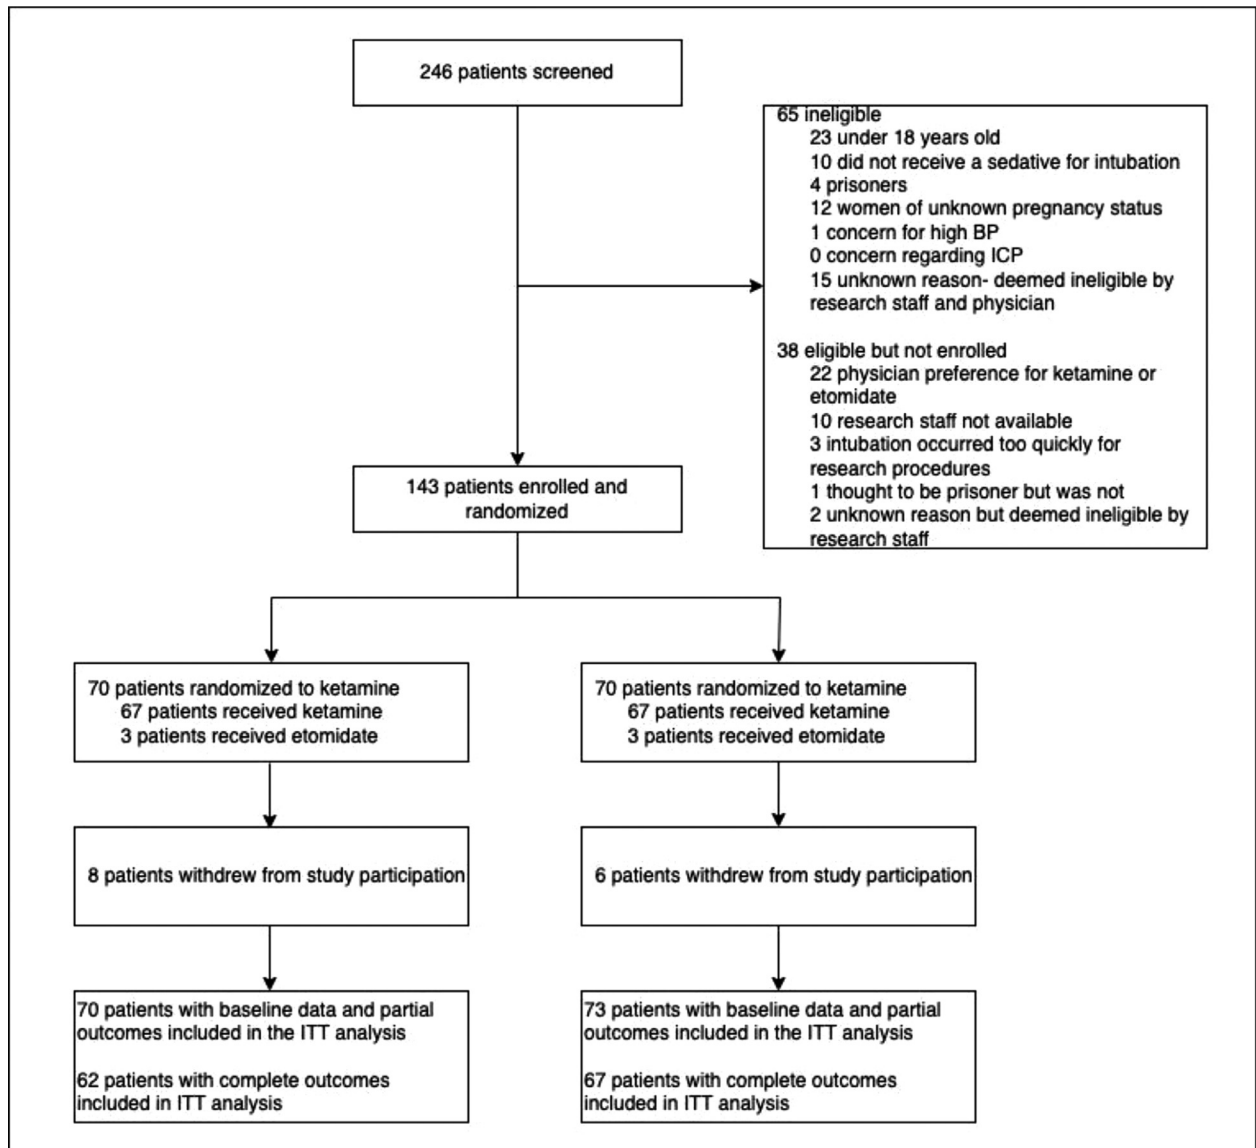 246 patients screened
65 ineligible
23 under 18 years old
10 did not receive a sedative for intubation
4 prisoners
12 women of unknown pregnancy status
1 concern for high BP
0 concern regarding ICP
15 unknown reason- deemed ineligible by
research staff and physician
38 eligible but not enrolled
22 physician preference for ketamine or
etomidate
10 research staff not available
3 intubation occurred too quickly for
research procedures
1 thought to be prisoner but was not
2 unknown reason but deemed ineligible by
research staff
143 patients enrolled and
randomized
70 patients randomized to ketamine
67 patients received ketamine
3 patients received etomidate
70 patients randomized to ketamine
67 patients received ketamine
3 patients received etomidate
8 patients withdrew from study participation
6 patients withdrew from study participation
70 patients with baseline data and partial
outcomes included in the ITT analysis
62 patients with complete outcomes
included in ITT analysis
73 patients with baseline data and partial
outcomes included in the ITT analysis
67 patients with complete outcomes
included in ITT analysis